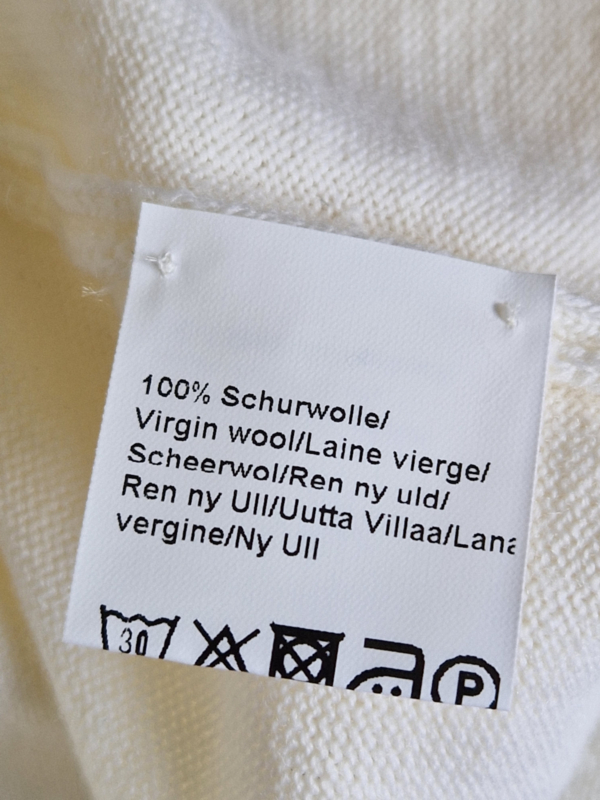 100% Schurwolle/
Virgin wool/Laine vierge/
Scheerwol/Ren ny uld/
Ren ny Ull/Uutta Villaa/Lana
vergine/Ny Ull
30 P